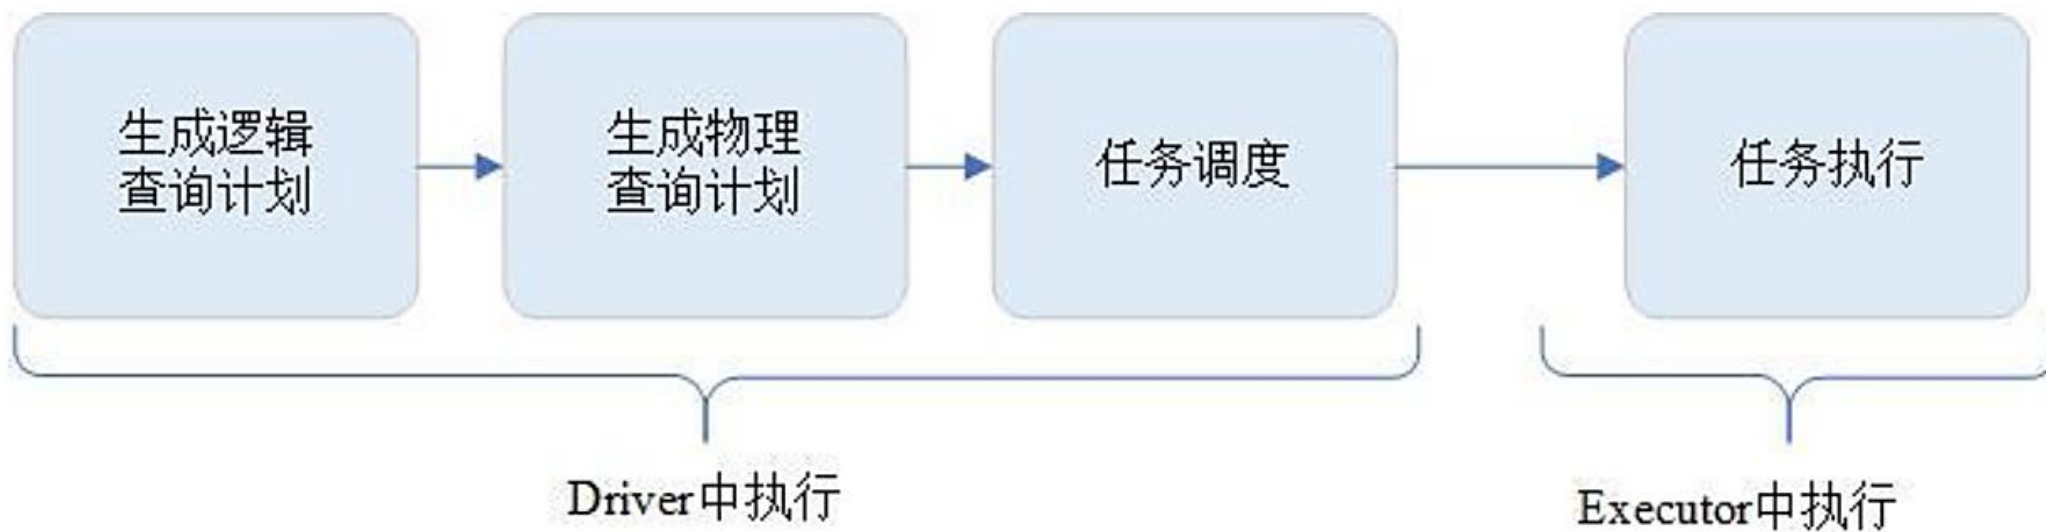 生成逻辑
查询计划
生成物理
查询计划
任务调度
任务执行
Driver中执行
Executor中执行